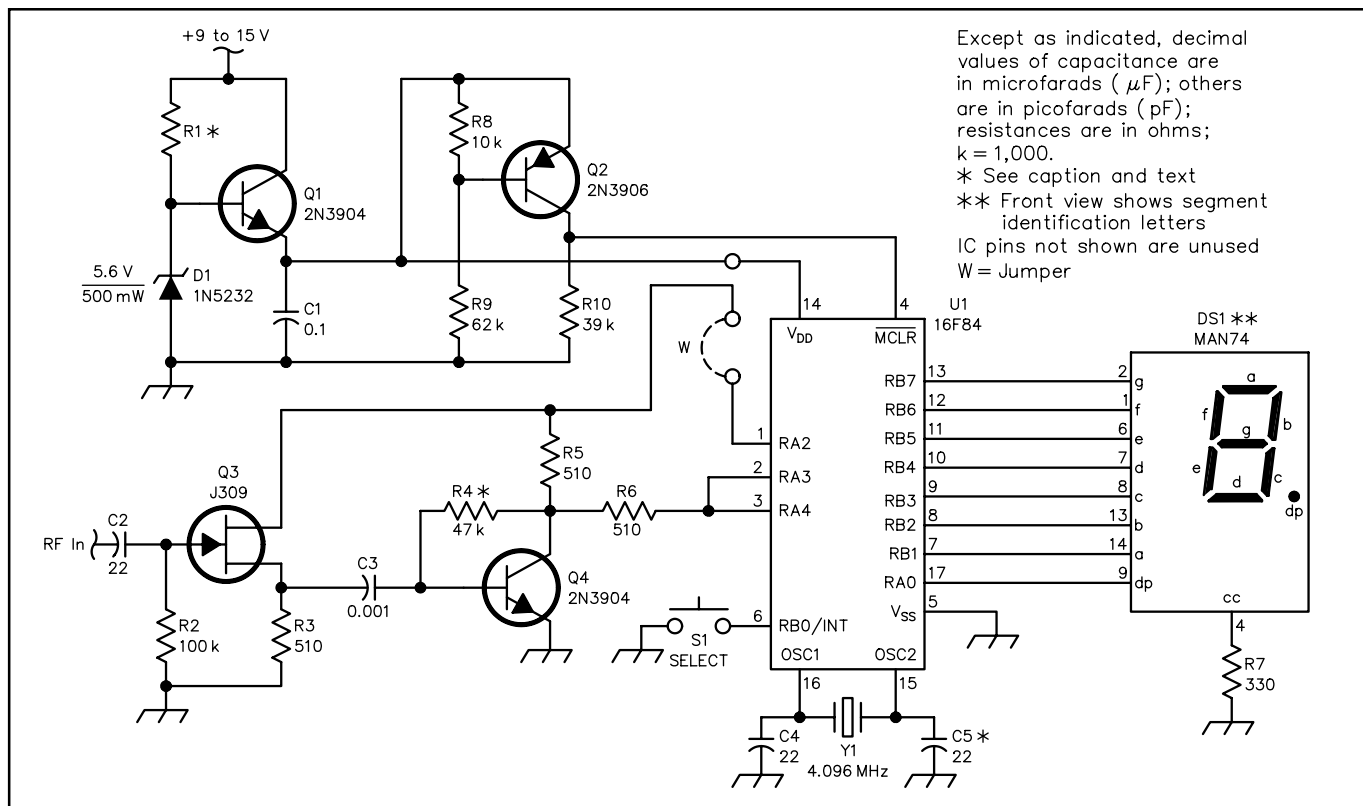 +9 to 15 V
R1 *
Q1
2N3904
5.6 V
500 mW
D1
1N5232
C1
0.1
R8
10 k
Q2
2N3906
R9
62 k
R10
39 k
Except as indicated, decimal
values of capacitance are
in microfarads ( μF); others
are in picofarads ( pF);
resistances are in ohms;
k = 1,000.
* See caption and text
** Front view shows segment
identification letters
IC pins not shown are unused
W = Jumper
W
14
4
U1
16F84
VDD
MCLR
RB7
13
RB6
12
RB5
11
RB4
10
RB3
9
RB2
8
RB1
7
RA0
17
VSS
5
1
RA2
2
RA3
3
RA4
6
RB0/INT
OSC1
OSC2
16
15
DS1 **
MAN74
2
g
1
f
6
e
7
d
8
c
13
b
14
a
9
dp
a
f
b
g
e
c
d
dp
cc
4
R7
330
RF In
C2
22
Q3
J309
R2
100 k
R3
510
C3
0.001
R4 *
47 k
R5
510
R6
510
Q4
2N3904
S1
SELECT
C4
22
Y1
4.096 MHz
C5 *
22